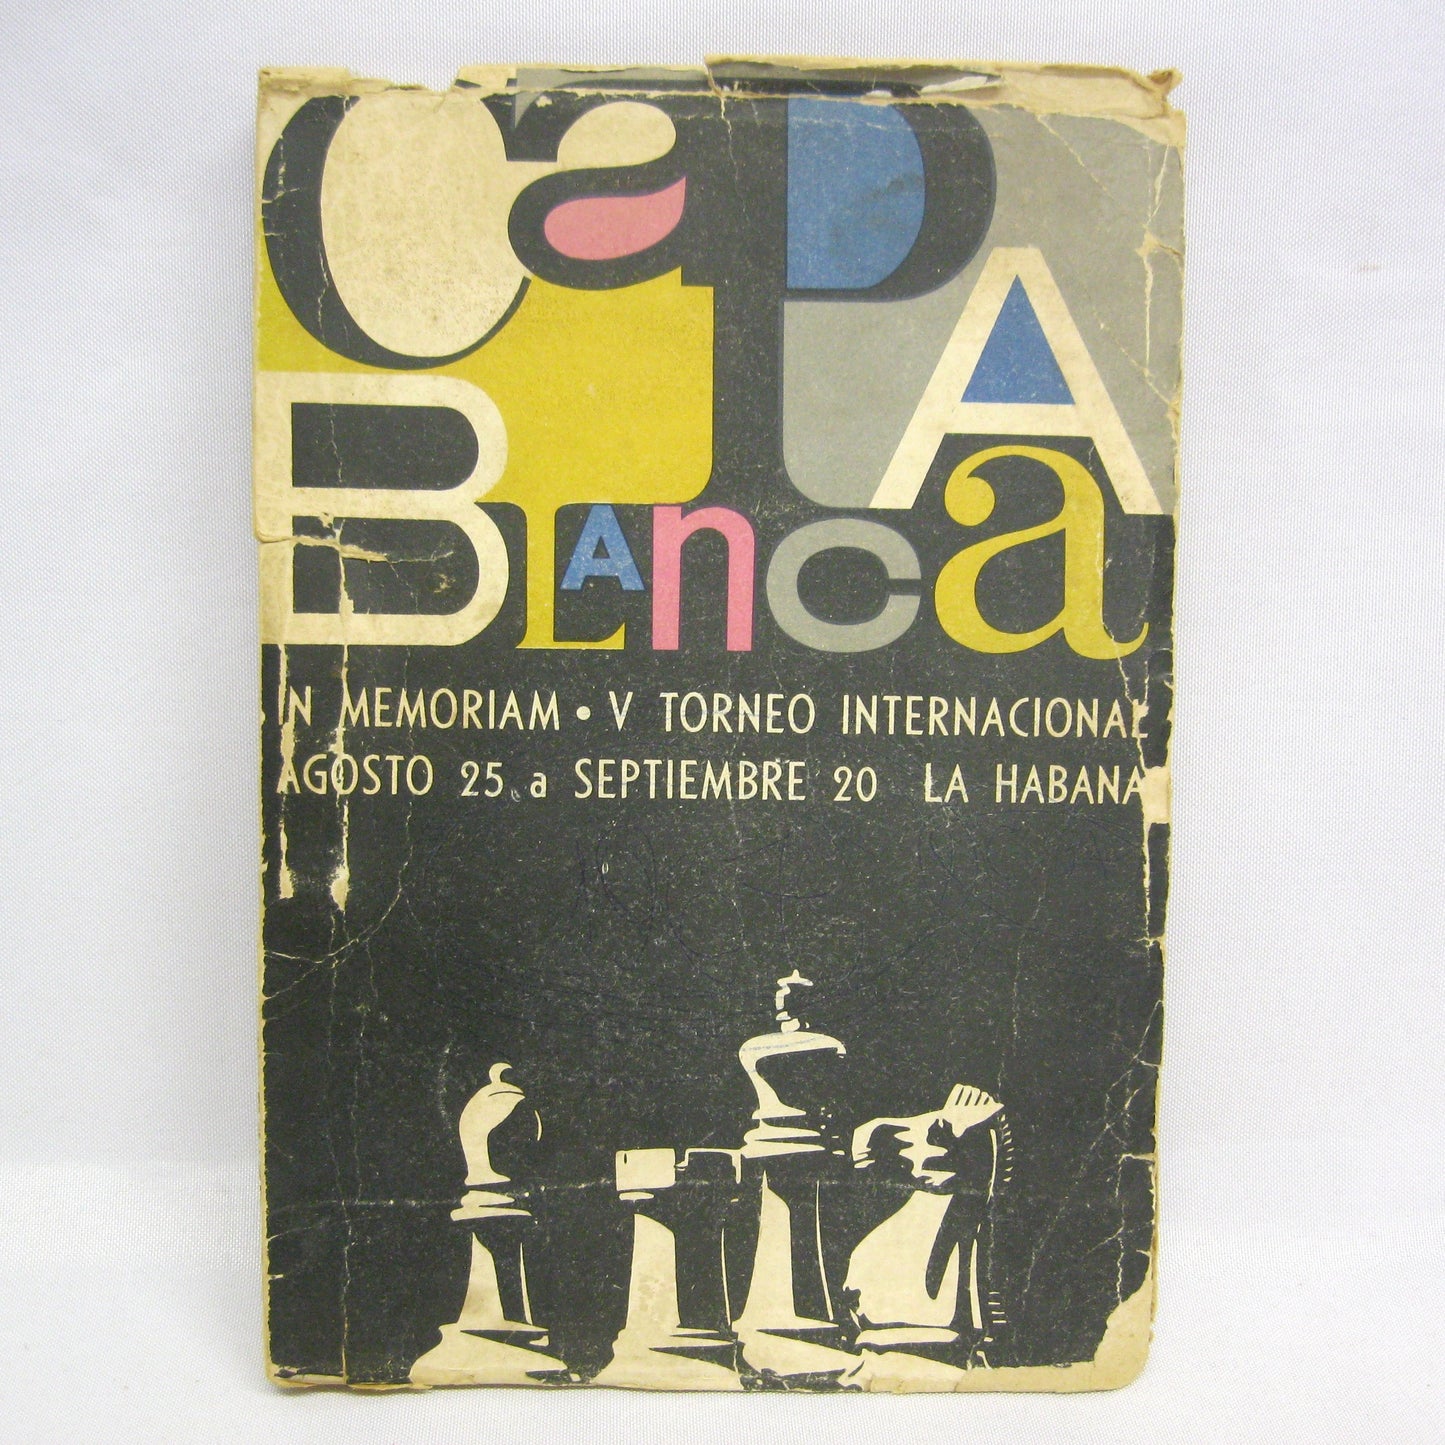 CaPA
BLAnca
IN MEMORIAM • V TORNEO INTERNACIONAL
AGOSTO 25 a SEPTIEMBRE 20 LA HABANA